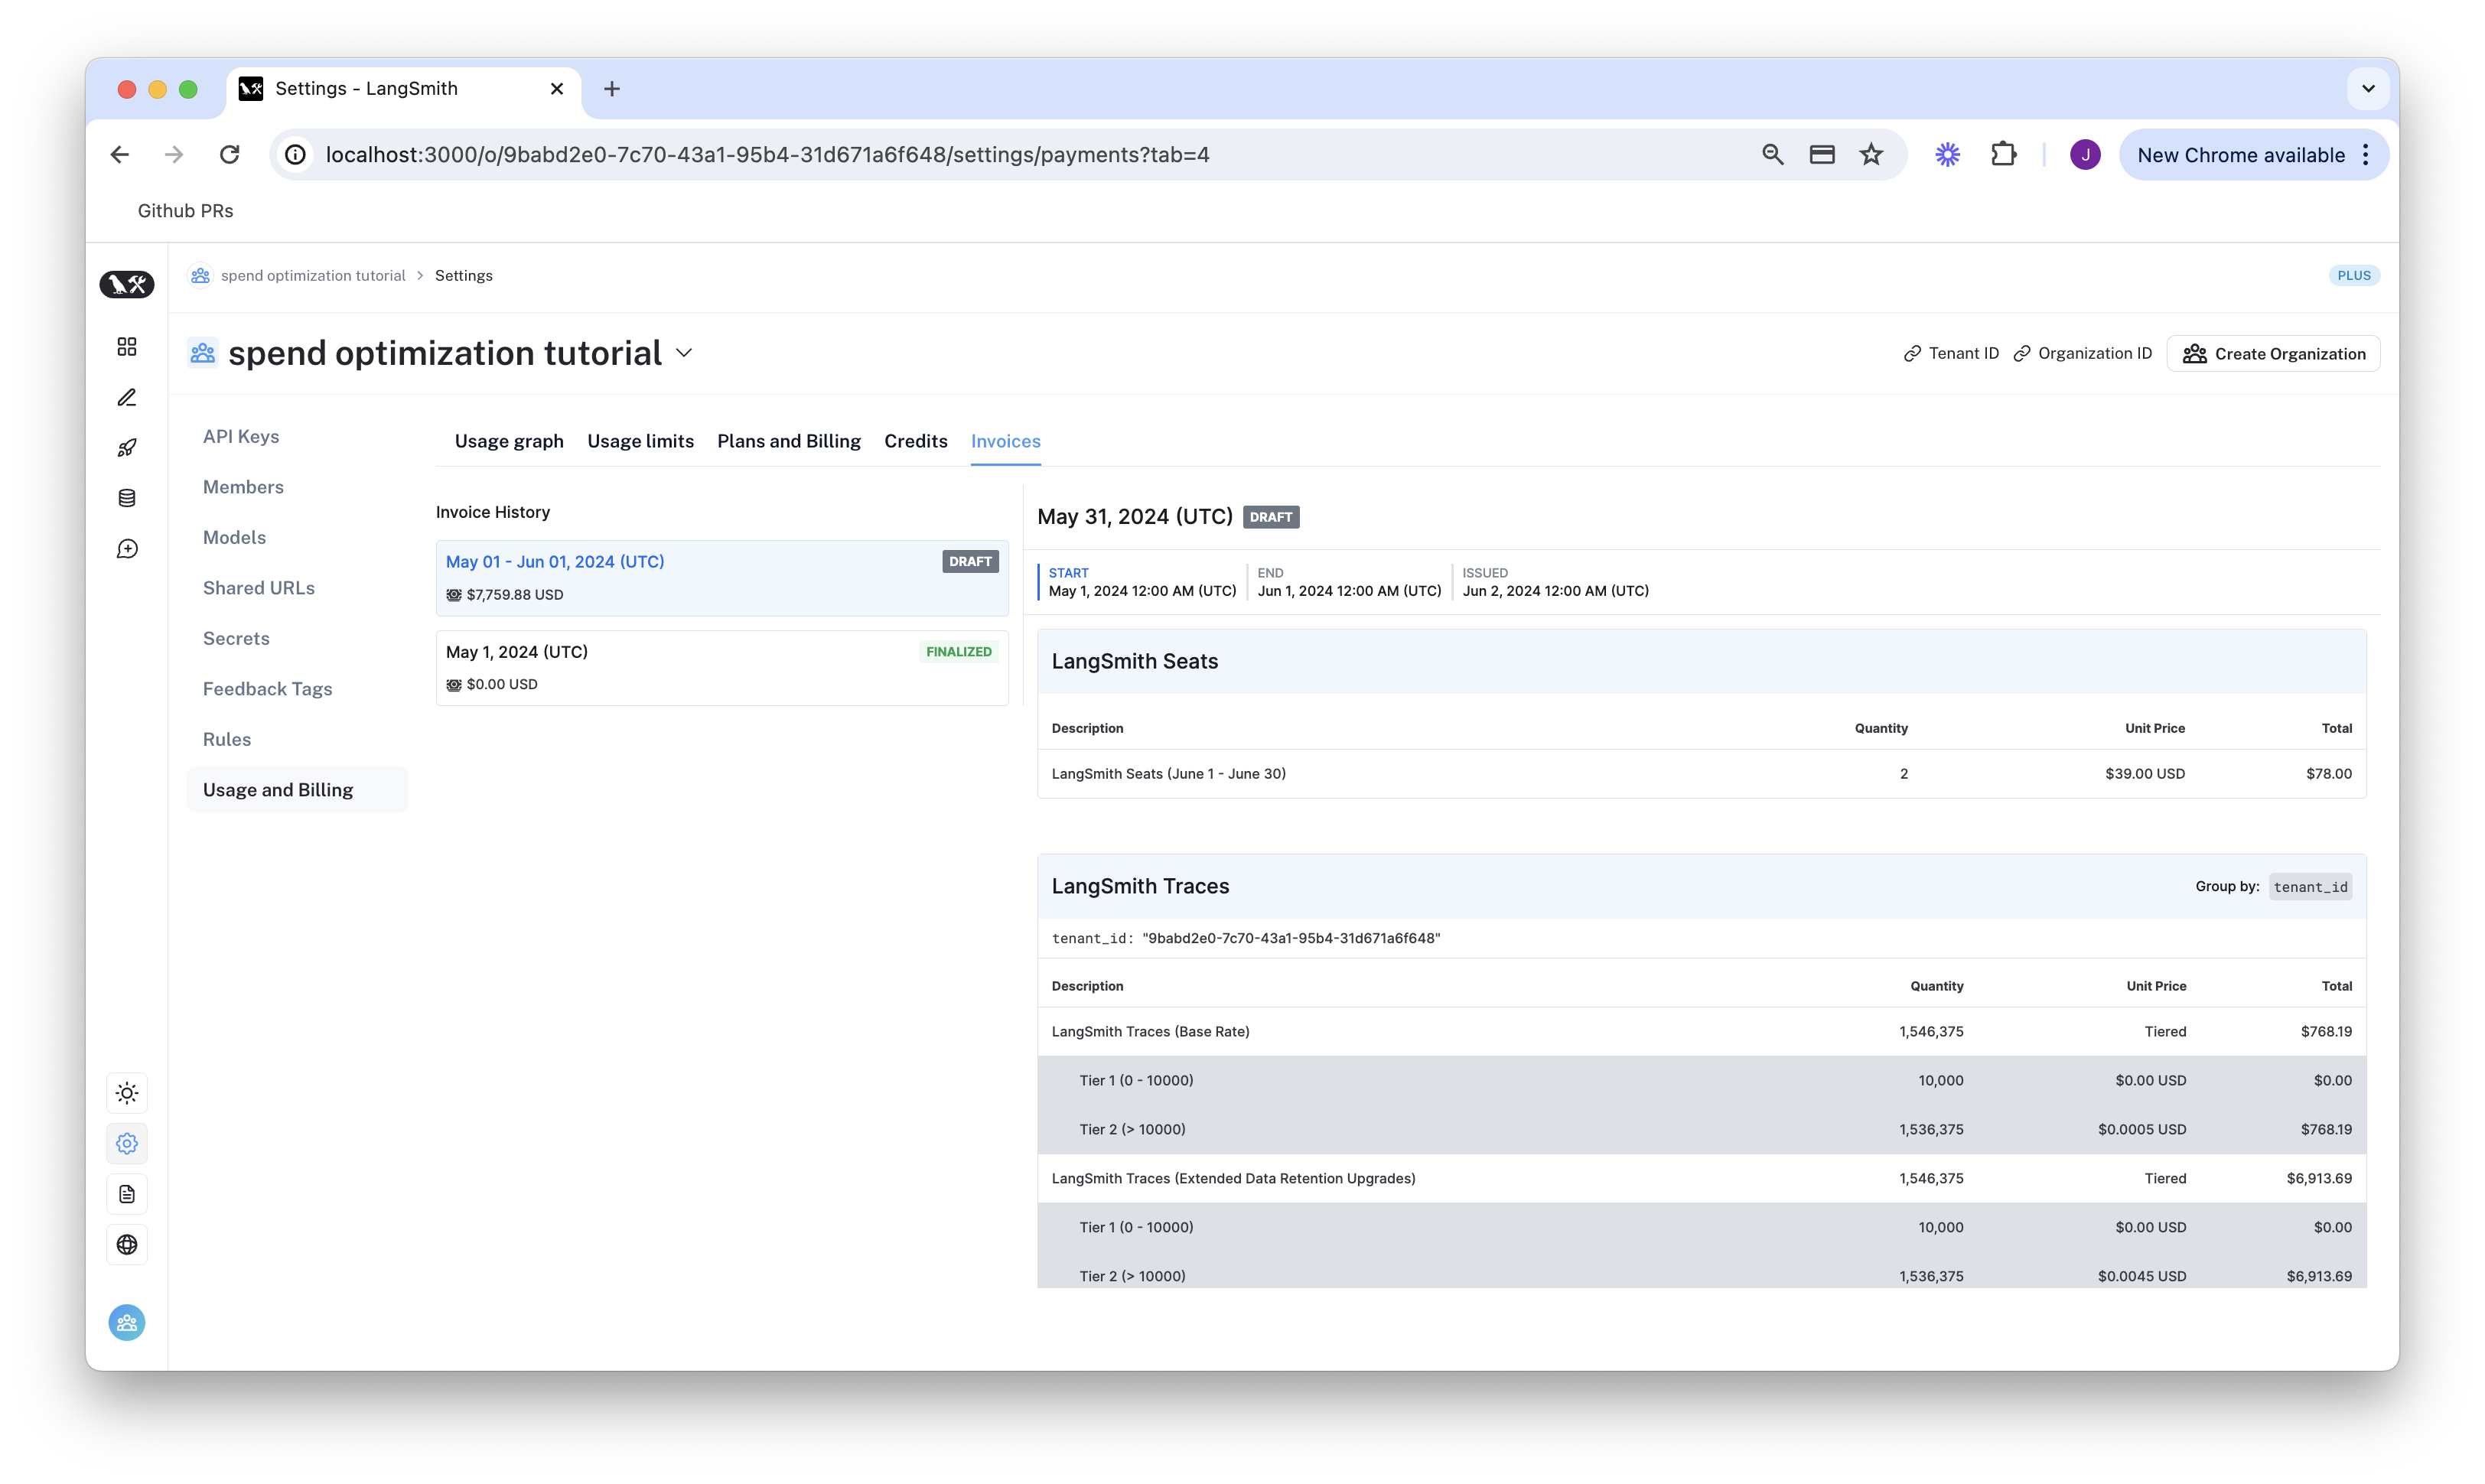 Settings - LangSmith
localhost:3000/o/9babd2e0-7c70-43a1-95b4-31d671a6f648/settings/payments?tab=4
J
New Chrome available
Github PRs
spend optimization tutorial > Settings
PLUS
spend optimization tutorial
Tenant ID
Organization ID
Create Organization
API Keys
Members
Models
Shared URLs
Secrets
Feedback Tags
Rules
Usage and Billing
Usage graph Usage limits Plans and Billing Credits Invoices
Invoice History
May 01 - Jun 01, 2024 (UTC) DRAFT
$7,759.88 USD
May 1, 2024 (UTC) FINALIZED
$0.00 USD
May 31, 2024 (UTC) DRAFT
START
May 1, 2024 12:00 AM (UTC)
END
Jun 1, 2024 12:00 AM (UTC)
ISSUED
Jun 2, 2024 12:00 AM (UTC)
LangSmith Seats
Description Quantity Unit Price Total
LangSmith Seats (June 1 - June 30) 2 $39.00 USD $78.00
LangSmith Traces
Group by: tenant_id
tenant_id: "9babd2e0-7c70-43a1-95b4-31d671a6f648"
Description Quantity Unit Price Total
LangSmith Traces (Base Rate) 1,546,375 Tiered $768.19
Tier 1 (0 - 10000) 10,000 $0.00 USD $0.00
Tier 2 (> 10000) 1,536,375 $0.0005 USD $768.19
LangSmith Traces (Extended Data Retention Upgrades) 1,546,375 Tiered $6,913.69
Tier 1 (0 - 10000) 10,000 $0.00 USD $0.00
Tier 2 (> 10000) 1,536,375 $0.0045 USD $6,913.69